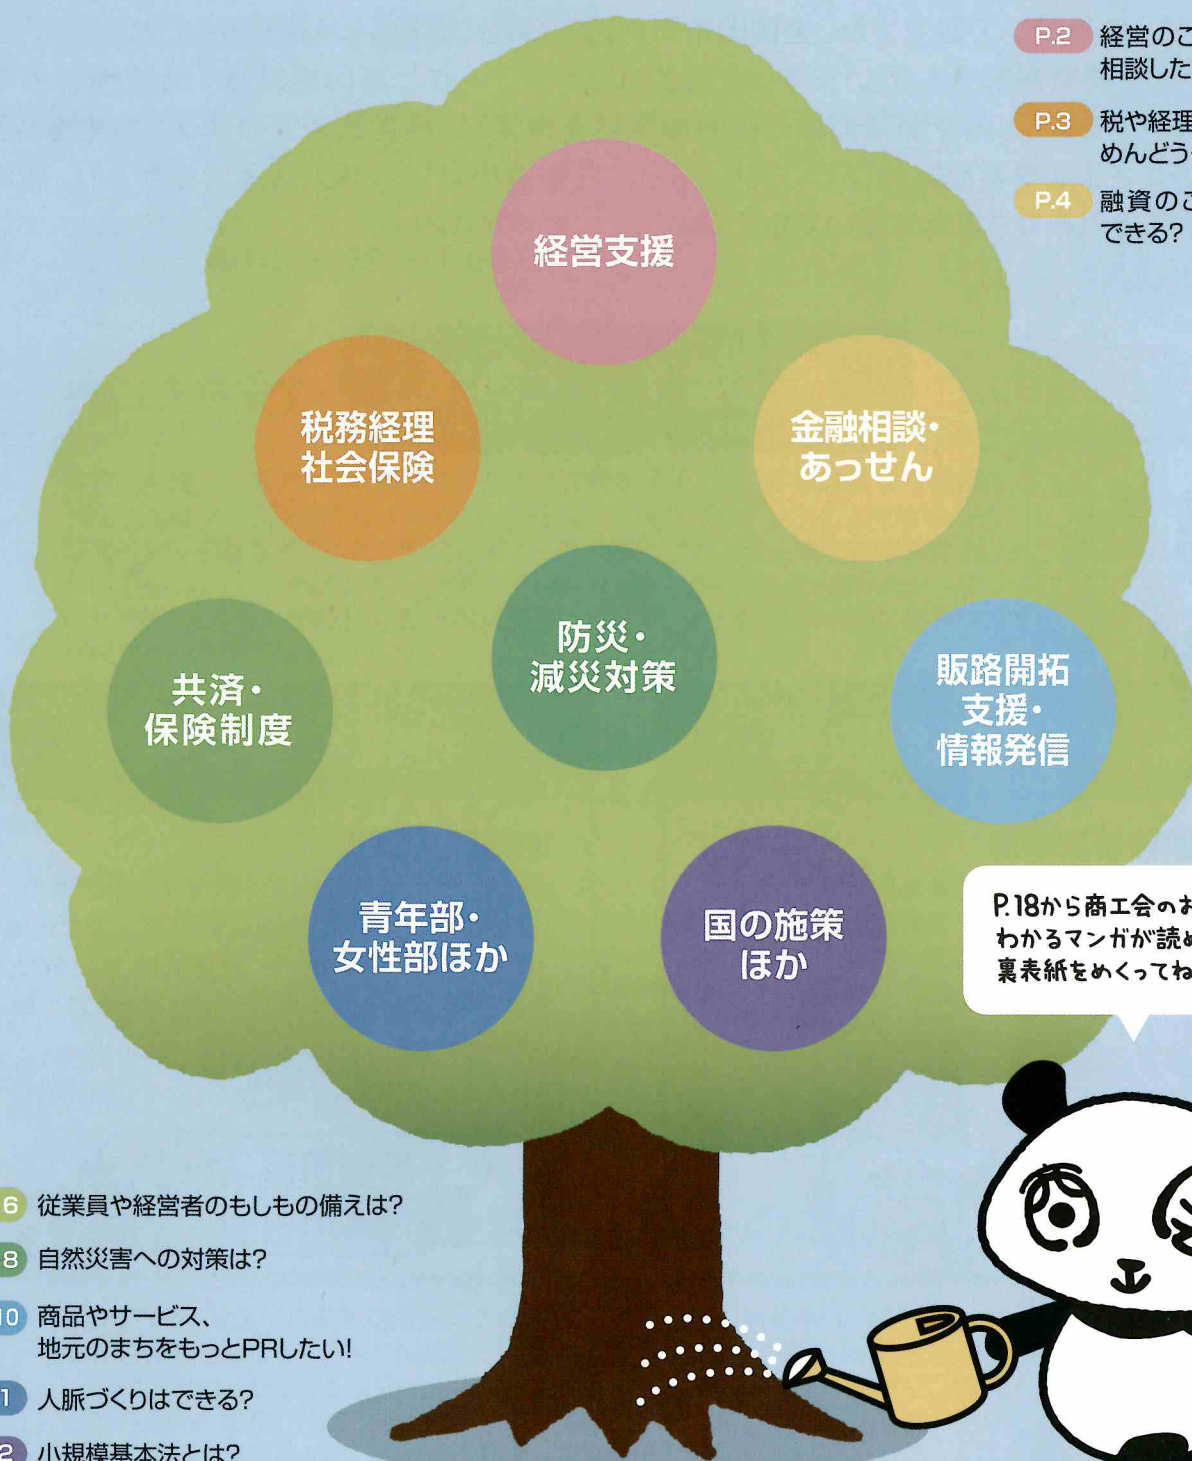 P.2 経営のこ
相談した
P.3 税や経理
めんどう
P.4 融資のこ
できる?
経営支援
税務経理
社会保険
金融相談・
あっせん
防災・
減災対策
共済・
保険制度
販路開拓
支援・
情報発信
青年部・
女性部ほか
国の施策
ほか
P.18から商工会のお
わかるマンガが読め
裏表紙をめくってね
6 従業員や経営者のもしもの備えは?
8 自然災害への対策は?
10 商品やサービス、
地元のまちをもっとPRしたい!
1 人脈づくりはできる?
2 小規模基本法とは?